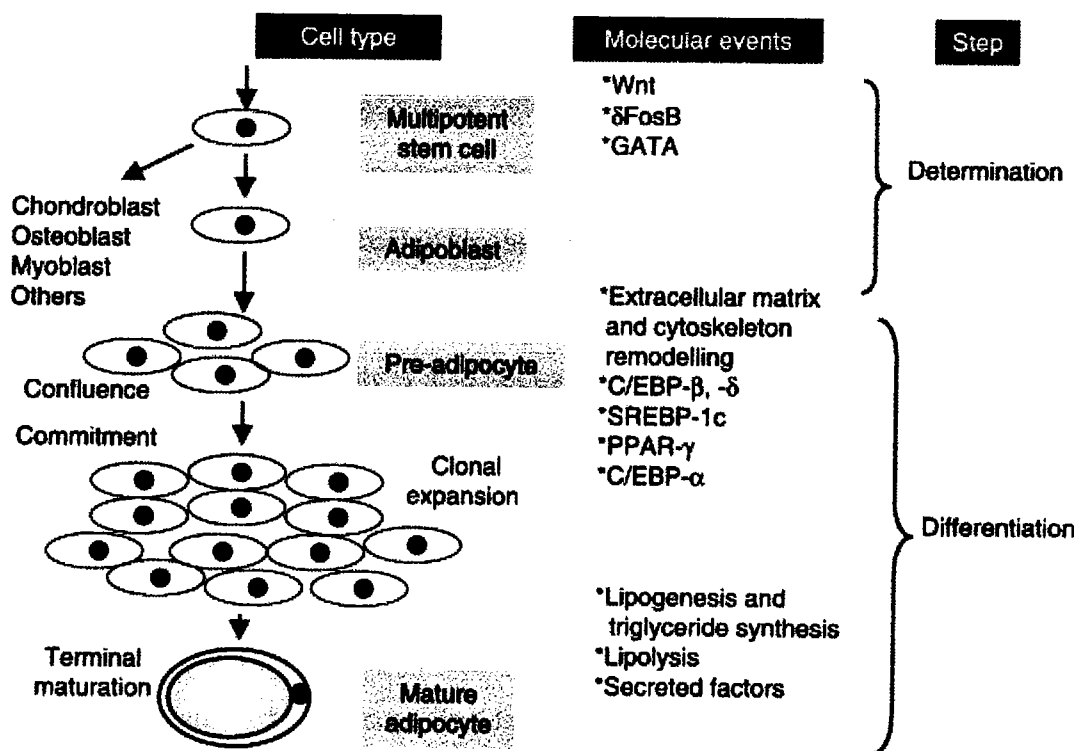 Cell type
Molecular events
Step
Multipotent
stem cell
*Wnt
*δFosB
*GATA
Determination
Chondroblast
Osteoblast
Myoblast
Others
Adipoblast
*Extracellular matrix
and cytoskeleton
remodelling
*C/EBP-β, -δ
*SREBP-1c
*PPAR-γ
*C/EBP-α
Pre-adipocyte
Confluence
Commitment
Clonal
expansion
Differentiation
*Lipogenesis and
triglyceride synthesis
*Lipolysis
*Secreted factors
Terminal
maturation
Mature
adipocyte